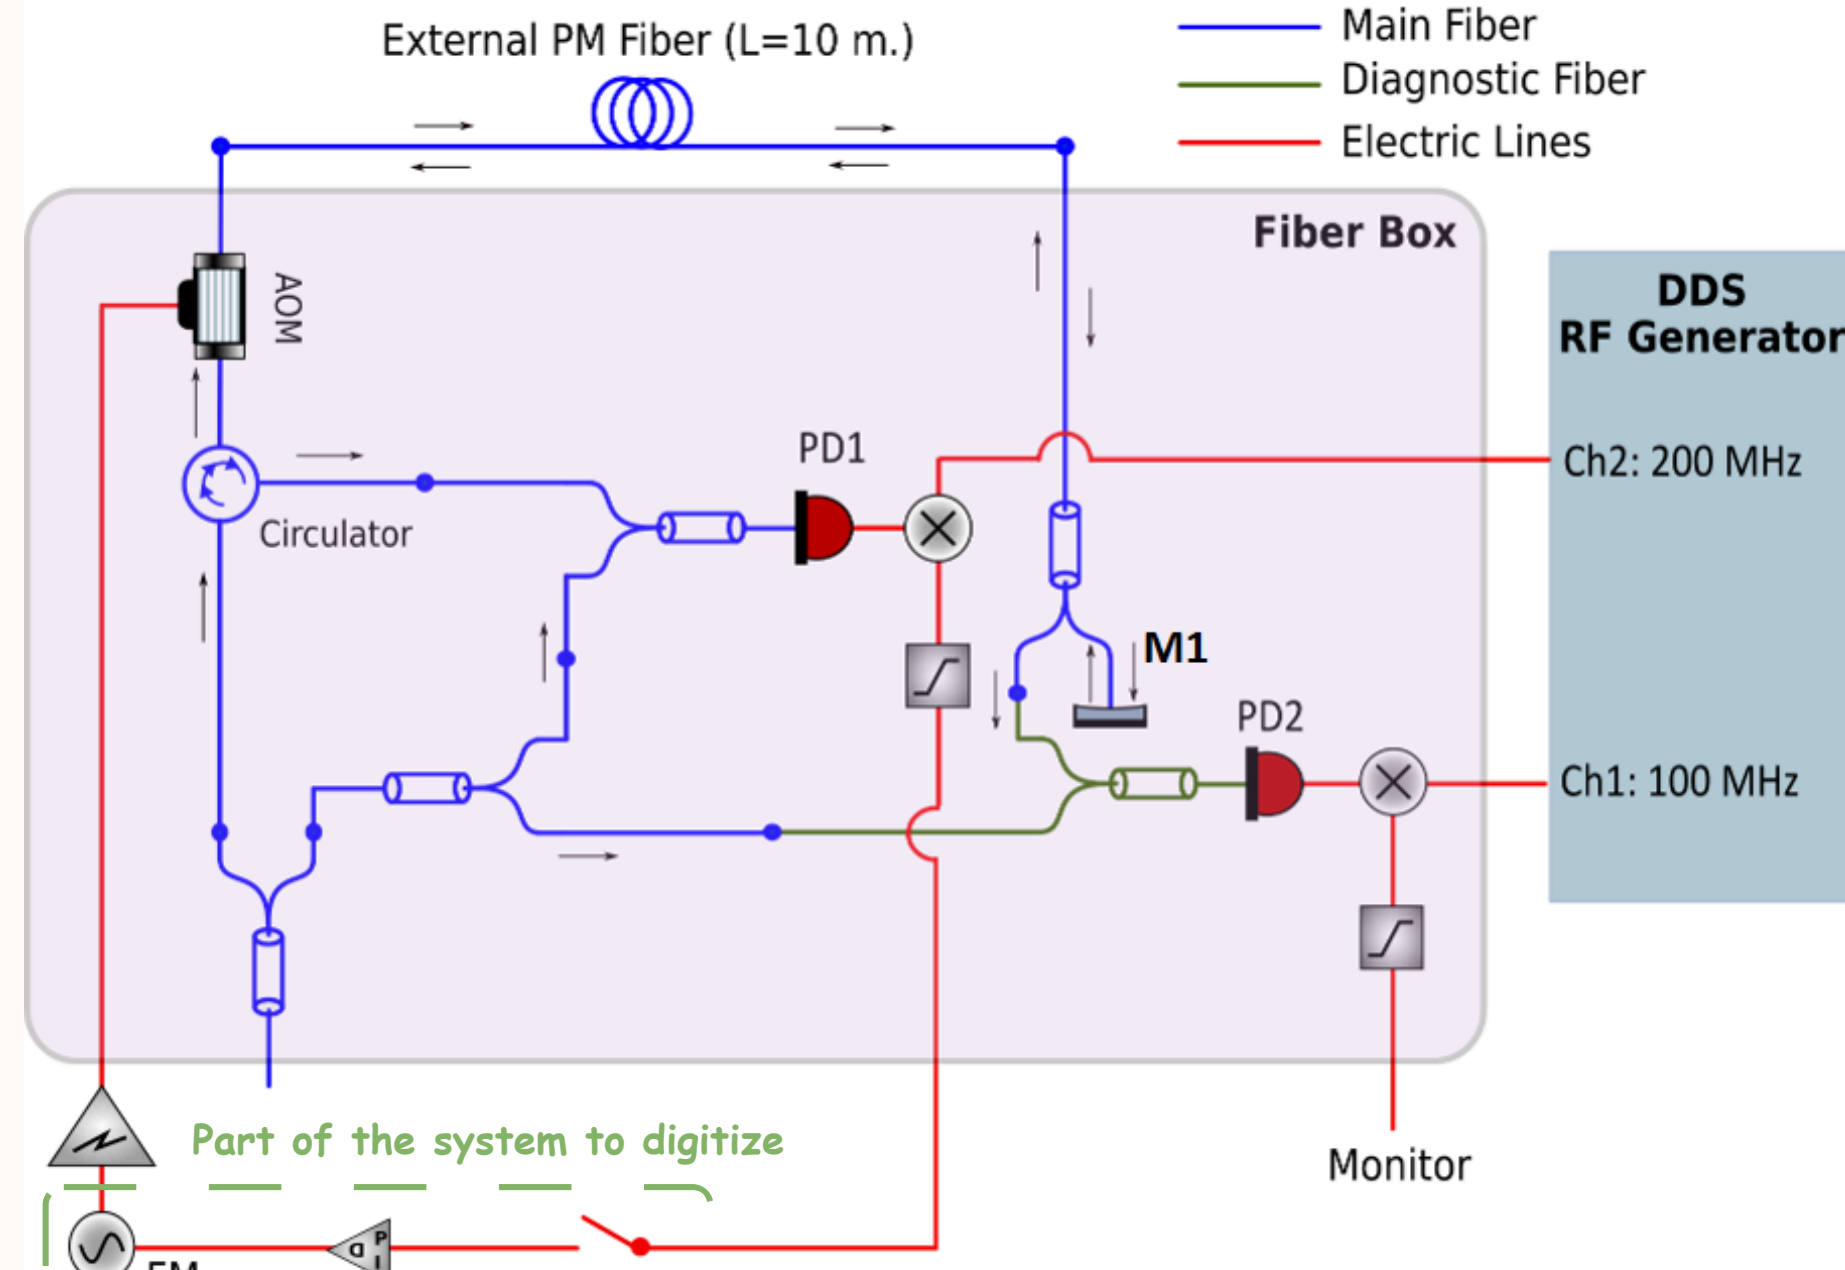 External PM Fiber (L=10 m.)
Main Fiber
Diagnostic Fiber
Electric Lines
Fiber Box
AOM
DDS
RF Generator
PD1
Ch2: 200 MHz
Circulator
M1
PD2
Ch1: 100 MHz
Part of the system to digitize
Monitor
P
I
d